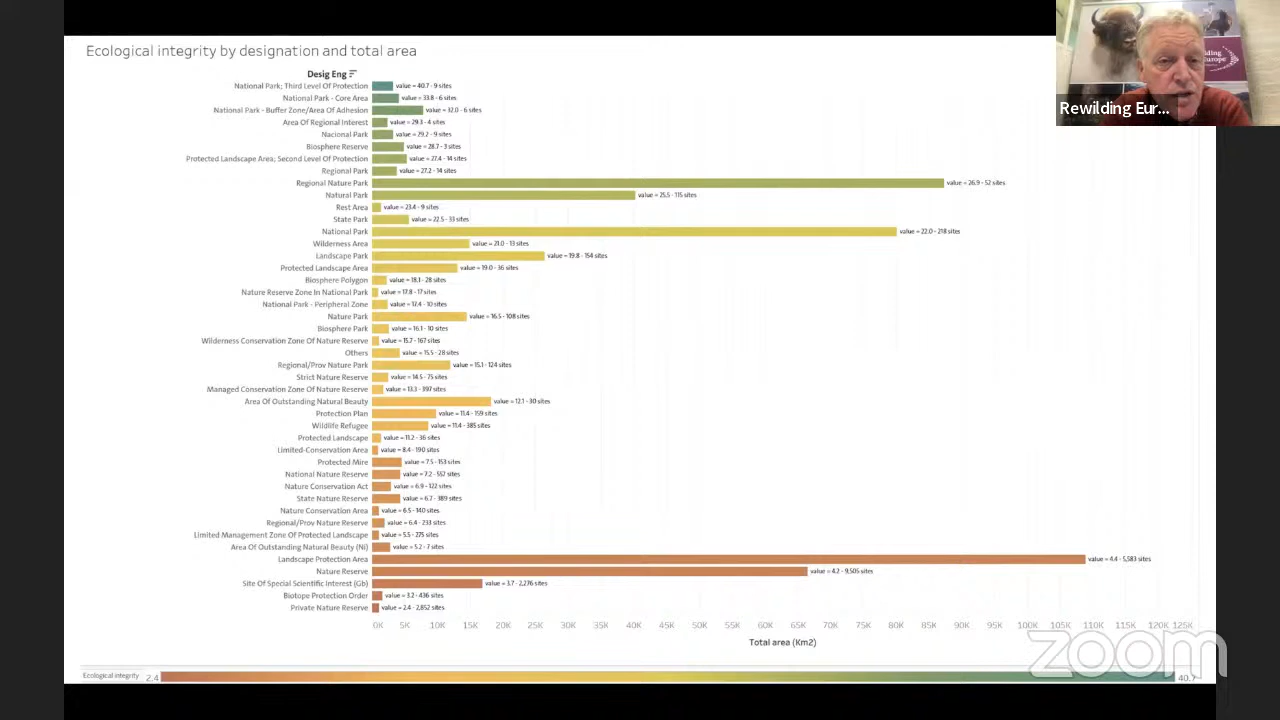 Ecological integrity by designation and total area
Desig Eng
National Park; Third Level Of Protection value = 40.7 - 9 sites
National Park - Core Area value = 33.8 - 6 sites
National Park - Buffer Zone/Area Of Adhesion value = 32.0 - 6 sites
Area Of Regional Interest value = 29.3 - 4 sites
Nacional Park value = 29.2 - 9 sites
Biosphere Reserve value = 28.7 - 3 sites
Protected Landscape Area; Second Level Of Protection value = 27.4 - 14 sites
Regional Park value = 27.2 - 14 sites
Regional Nature Park value = 26.9 - 52 sites
Natural Park value = 25.5 - 115 sites
Rest Area value = 23.4 - 9 sites
State Park value = 22.5 - 33 sites
National Park value = 22.0 - 218 sites
Wilderness Area value = 21.0 - 13 sites
Landscape Park value = 19.8 - 154 sites
Protected Landscape Area value = 19.0 - 36 sites
Biosphere Polygon value = 18.1 - 28 sites
Nature Reserve Zone In National Park value = 17.8 - 17 sites
National Park - Peripheral Zone value = 17.4 - 10 sites
Nature Park value = 16.5 - 108 sites
Biosphere Park value = 16.1 - 10 sites
Wilderness Conservation Zone Of Nature Reserve value = 15.7 - 167 sites
Others value = 15.5 - 28 sites
Regional/Prov Nature Park value = 15.1 - 124 sites
Strict Nature Reserve value = 14.5 - 75 sites
Managed Conservation Zone Of Nature Reserve value = 13.3 - 397 sites
Area Of Outstanding Natural Beauty value = 12.1 - 30 sites
Protection Plan value = 11.4 - 159 sites
Wildlife Refugee value = 11.4 - 385 sites
Protected Landscape value = 11.2 - 36 sites
Limited-Conservation Area value = 8.4 - 190 sites
Protected Mire value = 7.5 - 153 sites
National Nature Reserve value = 7.2 - 557 sites
Nature Conservation Act value = 6.9 - 122 sites
State Nature Reserve value = 6.7 - 389 sites
Nature Conservation Area value = 6.5 - 140 sites
Regional/Prov Nature Reserve value = 6.4 - 233 sites
Limited Management Zone Of Protected Landscape value = 5.5 - 275 sites
Area Of Outstanding Natural Beauty (Ni) value = 5.2 - 7 sites
Landscape Protection Area value = 4.4 - 5,583 sites
Nature Reserve value = 4.2 - 9,505 sites
Site Of Special Scientific Interest (Gb) value = 3.7 - 2,276 sites
Biotope Protection Order value = 3.2 - 436 sites
Private Nature Reserve value = 2.4 - 2,852 sites
0K 5K 10K 15K 20K 25K 30K 35K 40K 45K 50K 55K 60K 65K 70K 75K 80K 85K 90K 95K 100K 105K 110K 115K 120K 125K
Total area (Km2)
Ecological integrity 2.4 40.7
zoom
Rewilding Eur...
ding
Europe